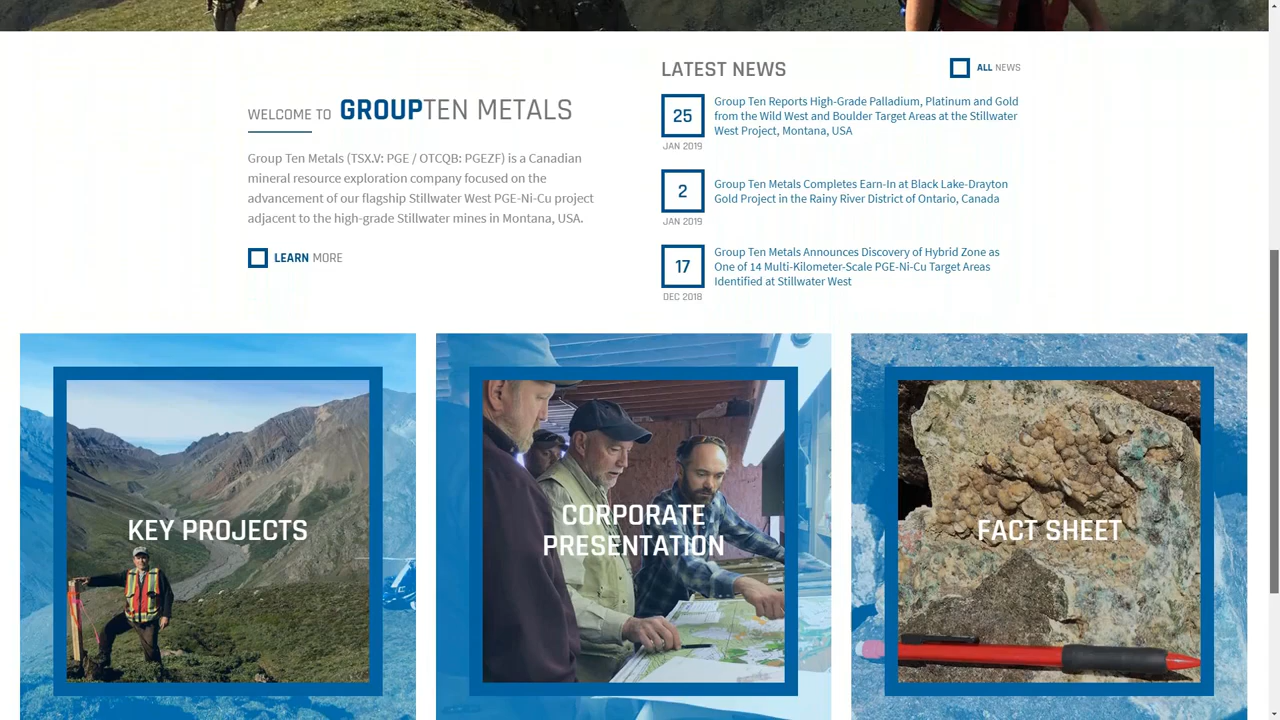 WELCOME TO GROUPTEN METALS
Group Ten Metals (TSX.V: PGE / OTCQB: PGEZF) is a Canadian
mineral resource exploration company focused on the
advancement of our flagship Stillwater West PGE-Ni-Cu project
adjacent to the high-grade Stillwater mines in Montana, USA.
LEARN MORE
LATEST NEWS
ALL NEWS
25
JAN 2019
Group Ten Reports High-Grade Palladium, Platinum and Gold
from the Wild West and Boulder Target Areas at the Stillwater
West Project, Montana, USA
2
JAN 2019
Group Ten Metals Completes Earn-In at Black Lake-Drayton
Gold Project in the Rainy River District of Ontario, Canada
17
DEC 2018
Group Ten Metals Announces Discovery of Hybrid Zone as
One of 14 Multi-Kilometer-Scale PGE-Ni-Cu Target Areas
Identified at Stillwater West
KEY PROJECTS
CORPORATE
PRESENTATION
FACT SHEET